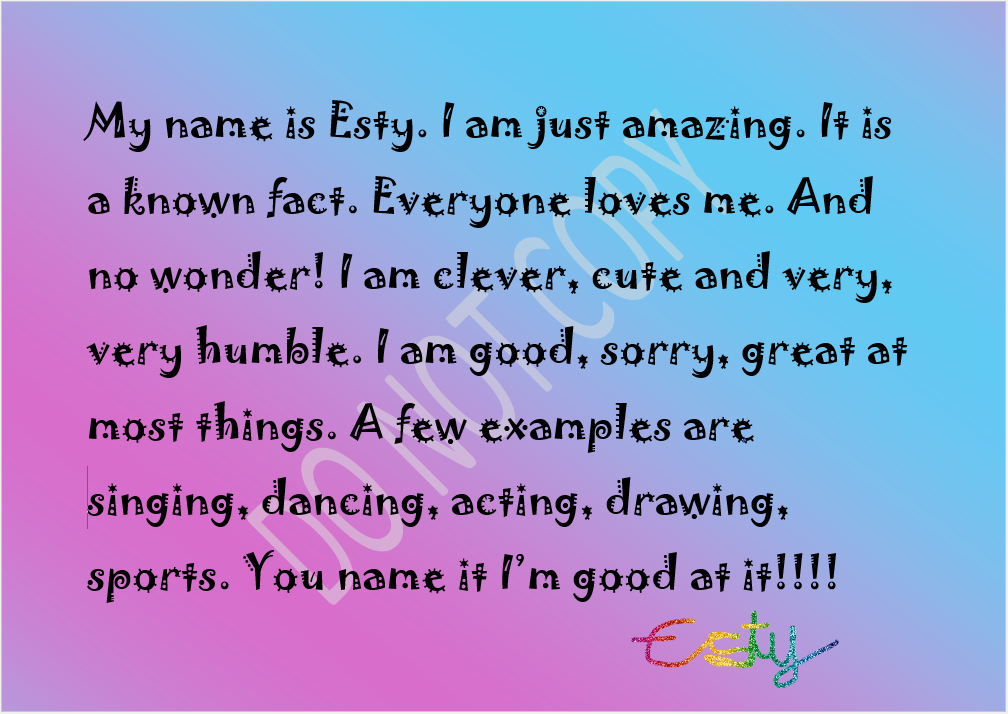 My name is Esty. I am just amazing. It is
a known fact. Everyone loves me. And
no wonder! I am clever, cute and very,
very humble. I am good, sorry, great at
most things. A few examples are
singing, dancing, acting, drawing,
sports. You name it I'm good at it!!!!
Esty
DO NOT COPY